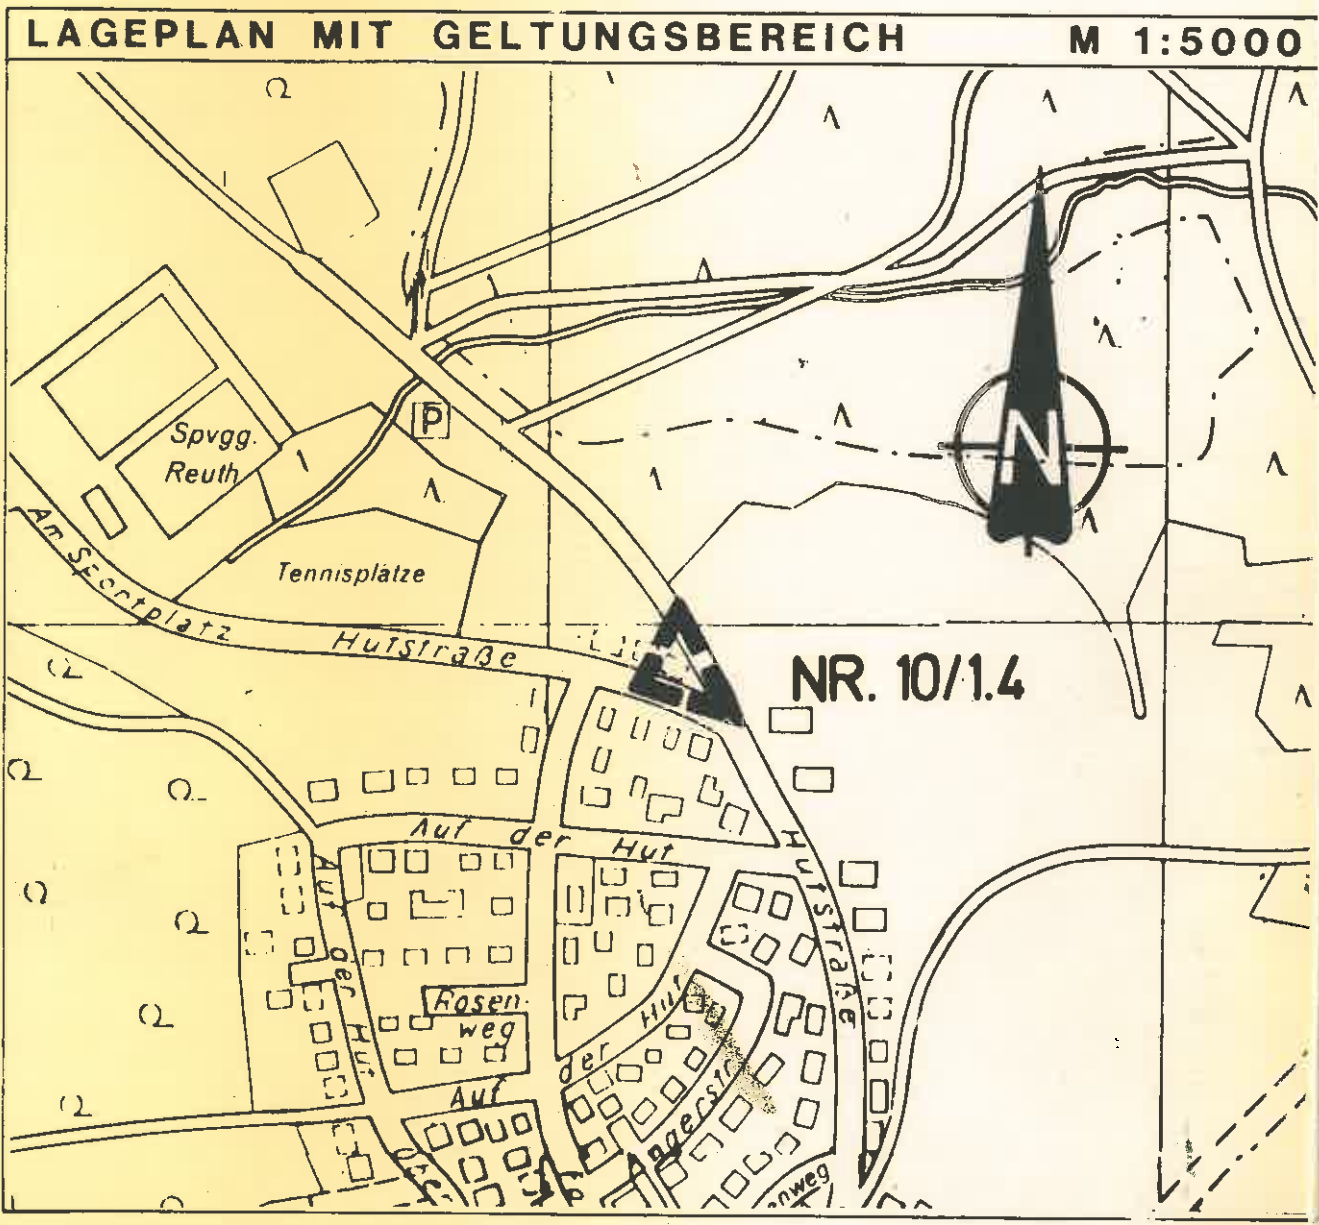 LAGEPLAN MIT GELTUNGSBEREICH M 1:5000
P
Spvgg.
Reuth
N
Am Sportplatz
Tennisplätze
Hutstraße
NR. 10/1.4
Auf der Hut
Hutstraße
Auf der Hut
Rosen-
weg
Auf der Hut